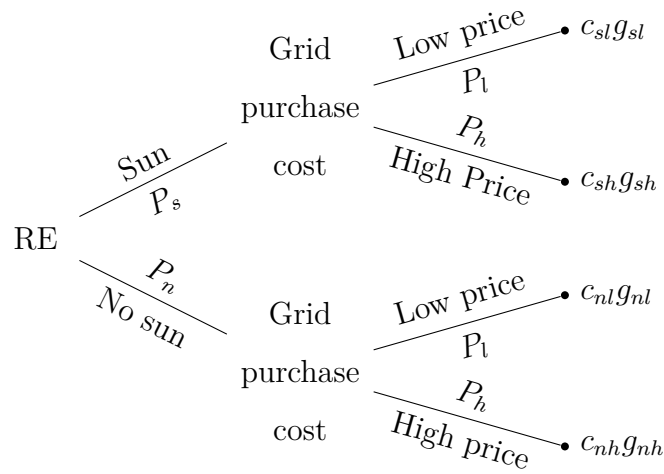 RE
Sun
P_s
P_n
No sun
Grid
purchase
cost
Low price
P_l
P_h
High Price
c_{sl}g_{sl}
c_{sh}g_{sh}
Grid
purchase
cost
Low price
P_l
P_h
High price
c_{nl}g_{nl}
c_{nh}g_{nh}